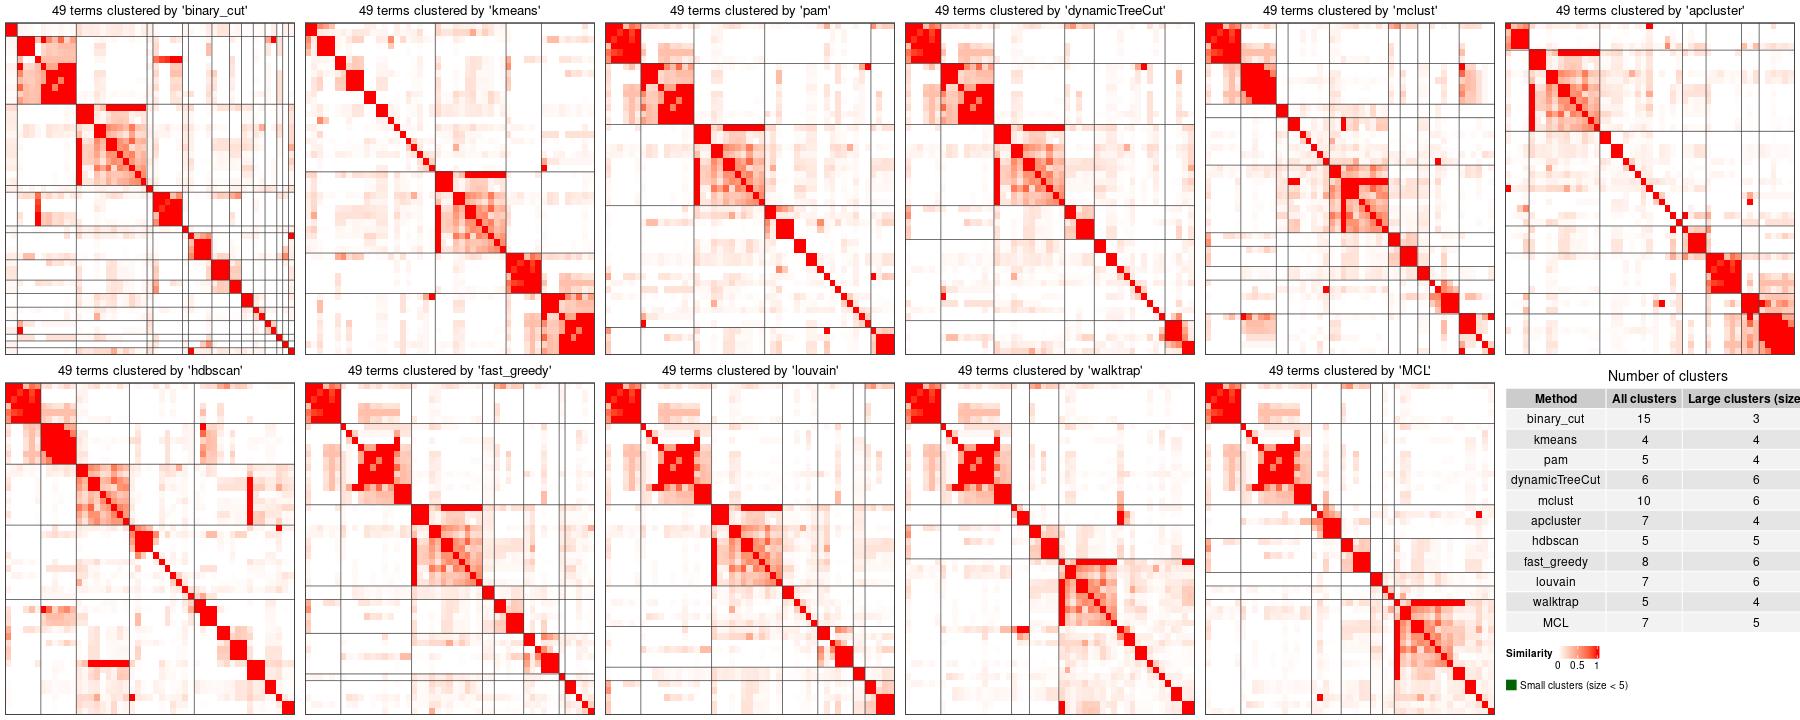 49 terms clustered by 'binary_cut'
49 terms clustered by 'kmeans'
49 terms clustered by 'pam'
49 terms clustered by 'dynamicTreeCut'
49 terms clustered by 'mclust'
49 terms clustered by 'apcluster'
49 terms clustered by 'hdbscan'
49 terms clustered by 'fast_greedy'
49 terms clustered by 'louvain'
49 terms clustered by 'walktrap'
49 terms clustered by 'MCL'
Number of clusters
Method All clusters Large clusters (size
binary_cut 15 3
kmeans 4 4
pam 5 4
dynamicTreeCut 6 6
mclust 10 6
apcluster 7 4
hdbscan 5 5
fast_greedy 8 6
louvain 7 6
walktrap 5 4
MCL 7 5
Similarity
0 0.5 1
Small clusters (size < 5)